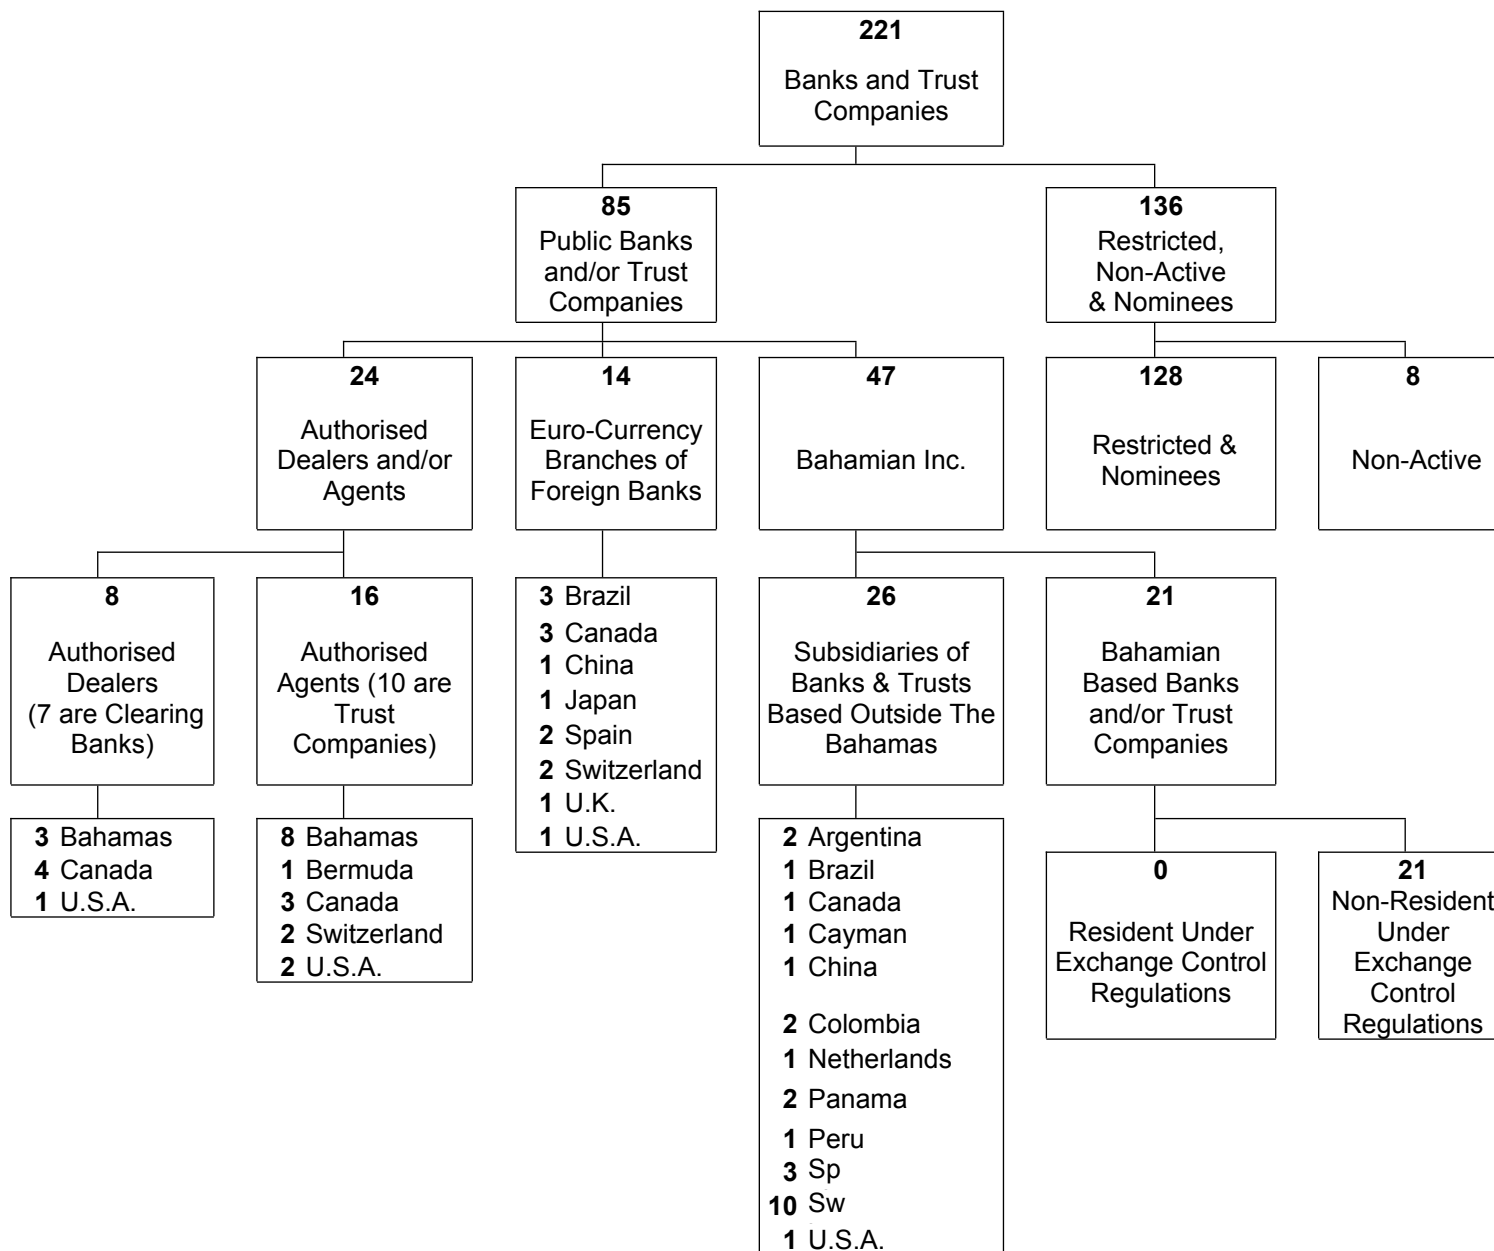 221
Banks and Trust
Companies
85
Public Banks
and/or Trust
Companies
136
Restricted,
Non-Active
& Nominees
24
Authorised
Dealers and/or
Agents
14
Euro-Currency
Branches of
Foreign Banks
47
Bahamian Inc.
128
Restricted &
Nominees
8
Non-Active
8
Authorised
Dealers
(7 are Clearing
Banks)
16
Authorised
Agents (10 are
Trust
Companies)
3 Brazil
3 Canada
1 China
1 Japan
2 Spain
2 Switzerland
1 U.K.
1 U.S.A.
26
Subsidiaries of
Banks & Trusts
Based Outside The
Bahamas
21
Bahamian
Based Banks
and/or Trust
Companies
3 Bahamas
4 Canada
1 U.S.A.
8 Bahamas
1 Bermuda
3 Canada
2 Switzerland
2 U.S.A.
2 Argentina
1 Brazil
1 Canada
1 Cayman
1 China
2 Colombia
1 Netherlands
2 Panama
1 Peru
3 Sp
10 Sw
1 U.S.A.
0
Resident Under
Exchange Control
Regulations
21
Non-Resident
Under
Exchange
Control
Regulations